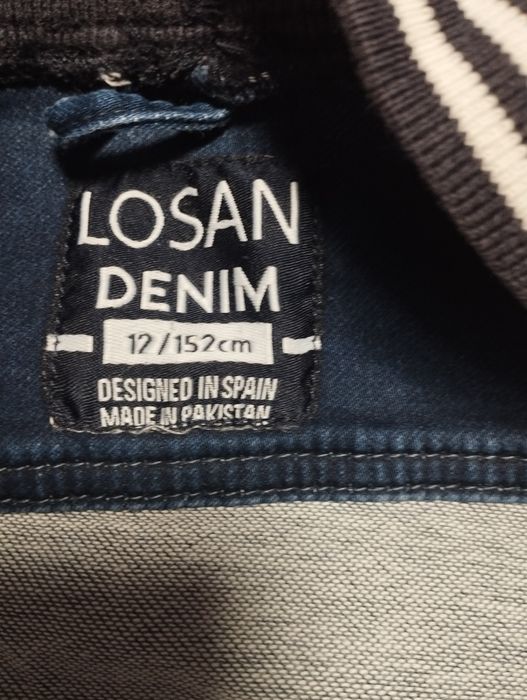 LOSAN
DENIM
12/152cm
DESIGNED IN SPAIN
MADE IN PAKISTAN